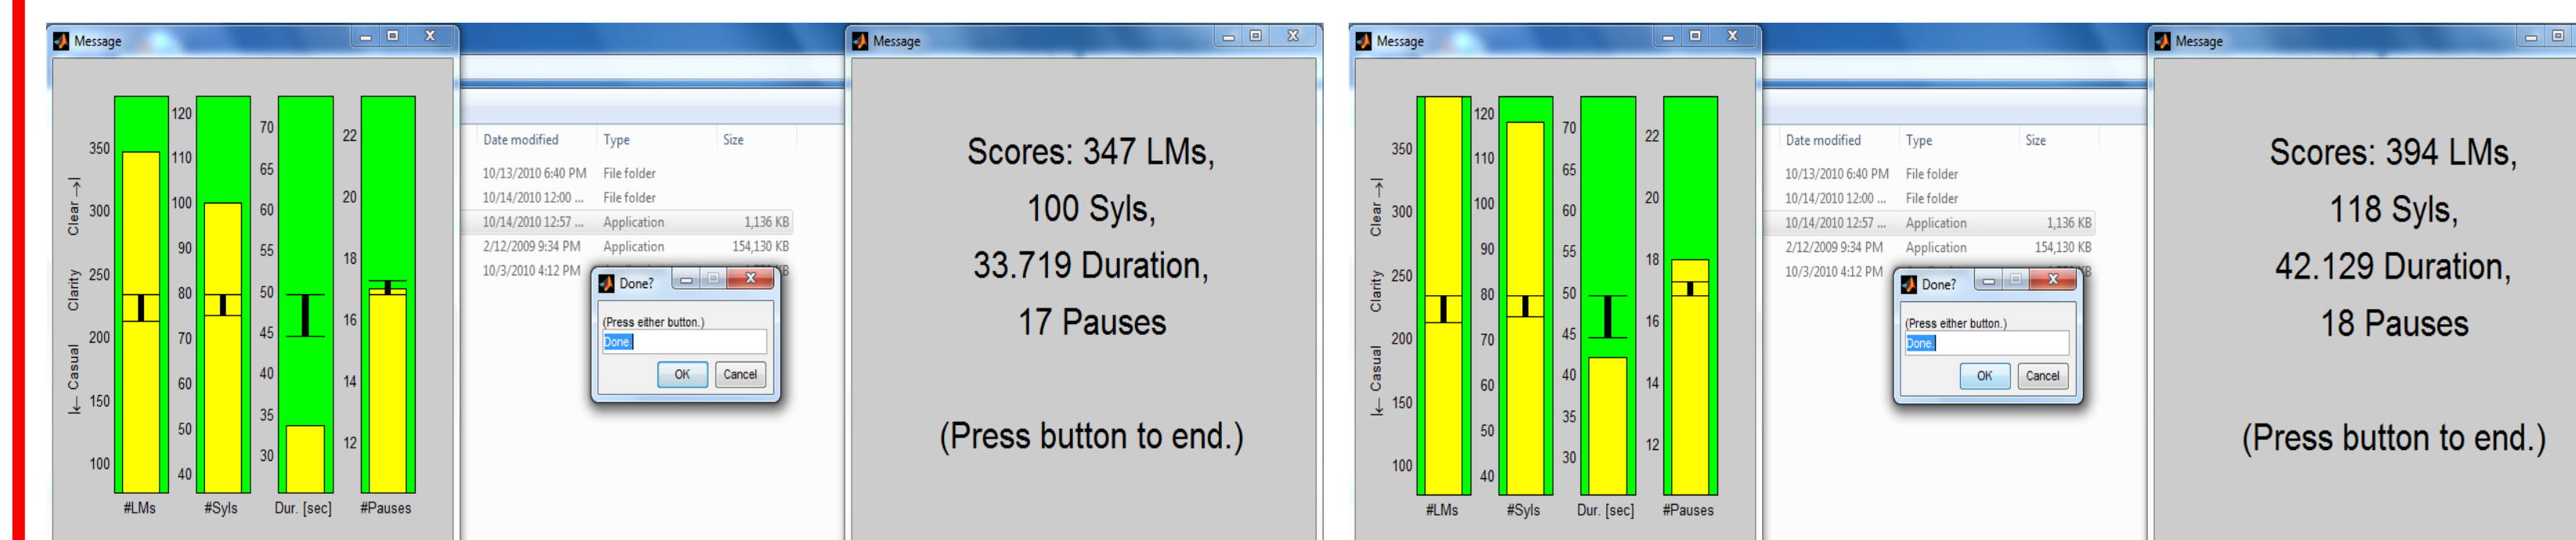 Message
350
300
250
200
150
100
|← Casual Clarity Clear →|
120
110
100
90
80
70
60
50
40
70
65
60
55
50
45
40
35
30
22
20
18
16
14
12
#LMs #Syls Dur. [sec] #Pauses
Date modified Type Size
10/13/2010 6:40 PM File folder
10/14/2010 12:00 ... File folder
10/14/2010 12:57 ... Application 1,136 KB
2/12/2009 9:34 PM Application 154,130 KB
10/3/2010 4:12 PM KB
Done?
(Press either button.)
Done.
OK Cancel
Message
Scores: 347 LMs,
100 Syls,
33.719 Duration,
17 Pauses
(Press button to end.)
Message
350
300
250
200
150
100
|← Casual Clarity Clear →|
120
110
100
90
80
70
60
50
40
70
65
60
55
50
45
40
35
30
22
20
18
16
14
12
#LMs #Syls Dur. [sec] #Pauses
Date modified Type Size
10/13/2010 6:40 PM File folder
10/14/2010 12:00 ... File folder
10/14/2010 12:57 ... Application 1,136 KB
2/12/2009 9:34 PM Application 154,130 KB
10/3/2010 4:12 PM
Done?
(Press either button.)
Done.
OK Cancel
Message
Scores: 394 LMs,
118 Syls,
42.129 Duration,
18 Pauses
(Press button to end.)